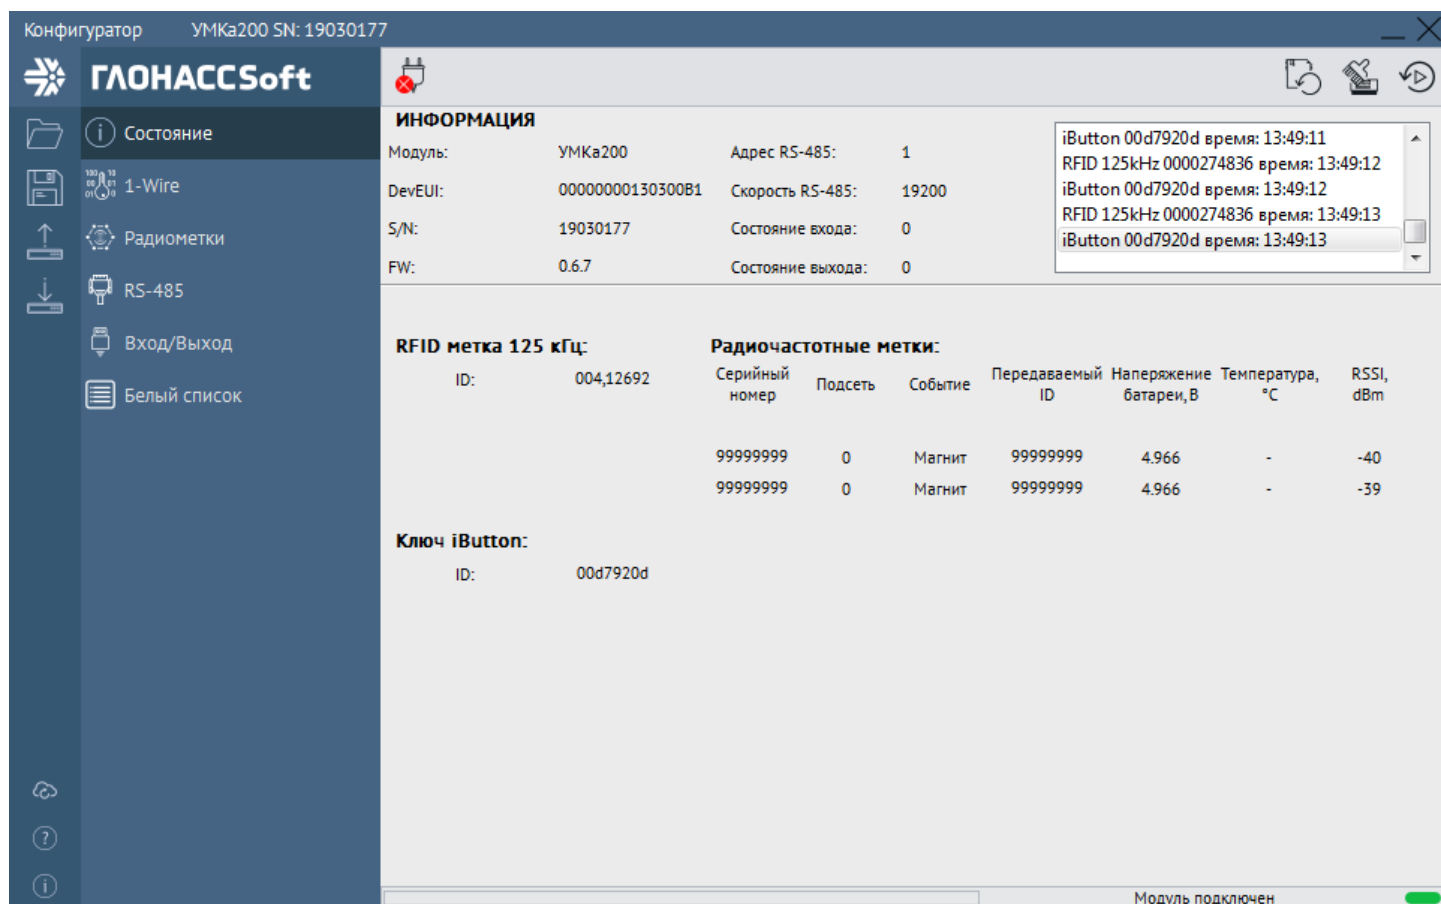 Конфигуратор УМКа200 SN: 19030177
ГЛОНАССSoft
Состояние
1-Wire
Радиометки
RS-485
Вход/Выход
Белый список
ИНФОРМАЦИЯ
Модуль: УМКа200 Адрес RS-485: 1
DevEUI: 00000000130300B1 Скорость RS-485: 19200
S/N: 19030177 Состояние входа: 0
FW: 0.6.7 Состояние выхода: 0
iButton 00d7920d время: 13:49:11
RFID 125kHz 0000274836 время: 13:49:12
iButton 00d7920d время: 13:49:12
RFID 125kHz 0000274836 время: 13:49:13
iButton 00d7920d время: 13:49:13
RFID метка 125 кГц:
ID: 004,12692
Радиочастотные метки:
Серийный номер Подсеть Событие Передаваемый ID Наперяжение батареи,В Температура, °C RSSI, dBm
99999999 0 Магнит 99999999 4.966 - -40
99999999 0 Магнит 99999999 4.966 - -39
Ключ iButton:
ID: 00d7920d
Модуль подключен